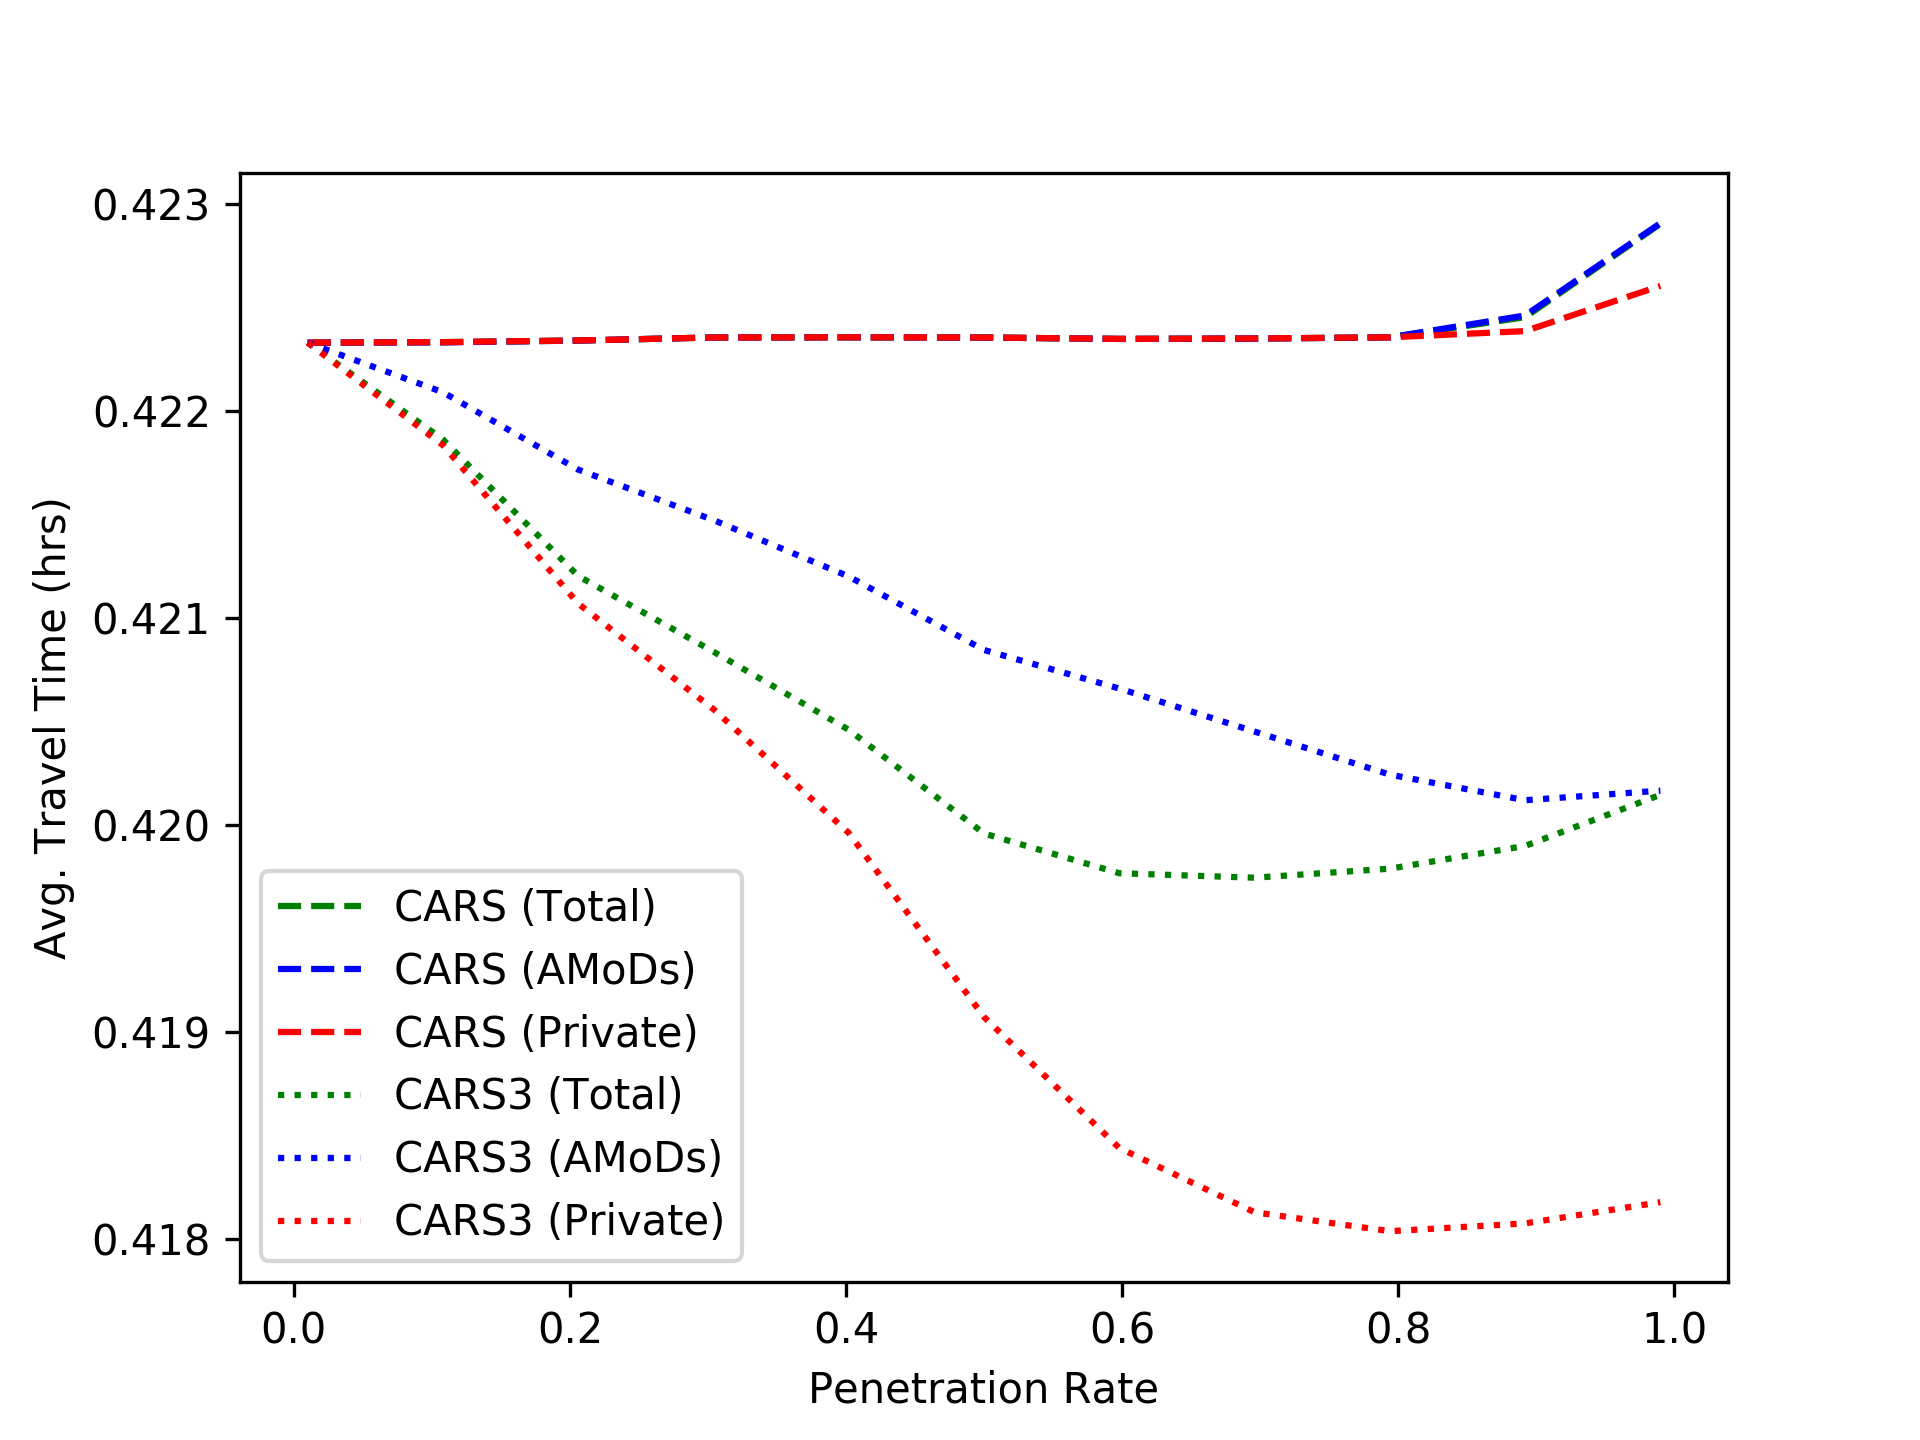 0.423
0.422
0.421
0.420
0.419
0.418
Avg. Travel Time (hrs)
CARS (Total)
CARS (AMoDs)
CARS (Private)
CARS3 (Total)
CARS3 (AMoDs)
CARS3 (Private)
0.0 0.2 0.4 0.6 0.8 1.0
Penetration Rate